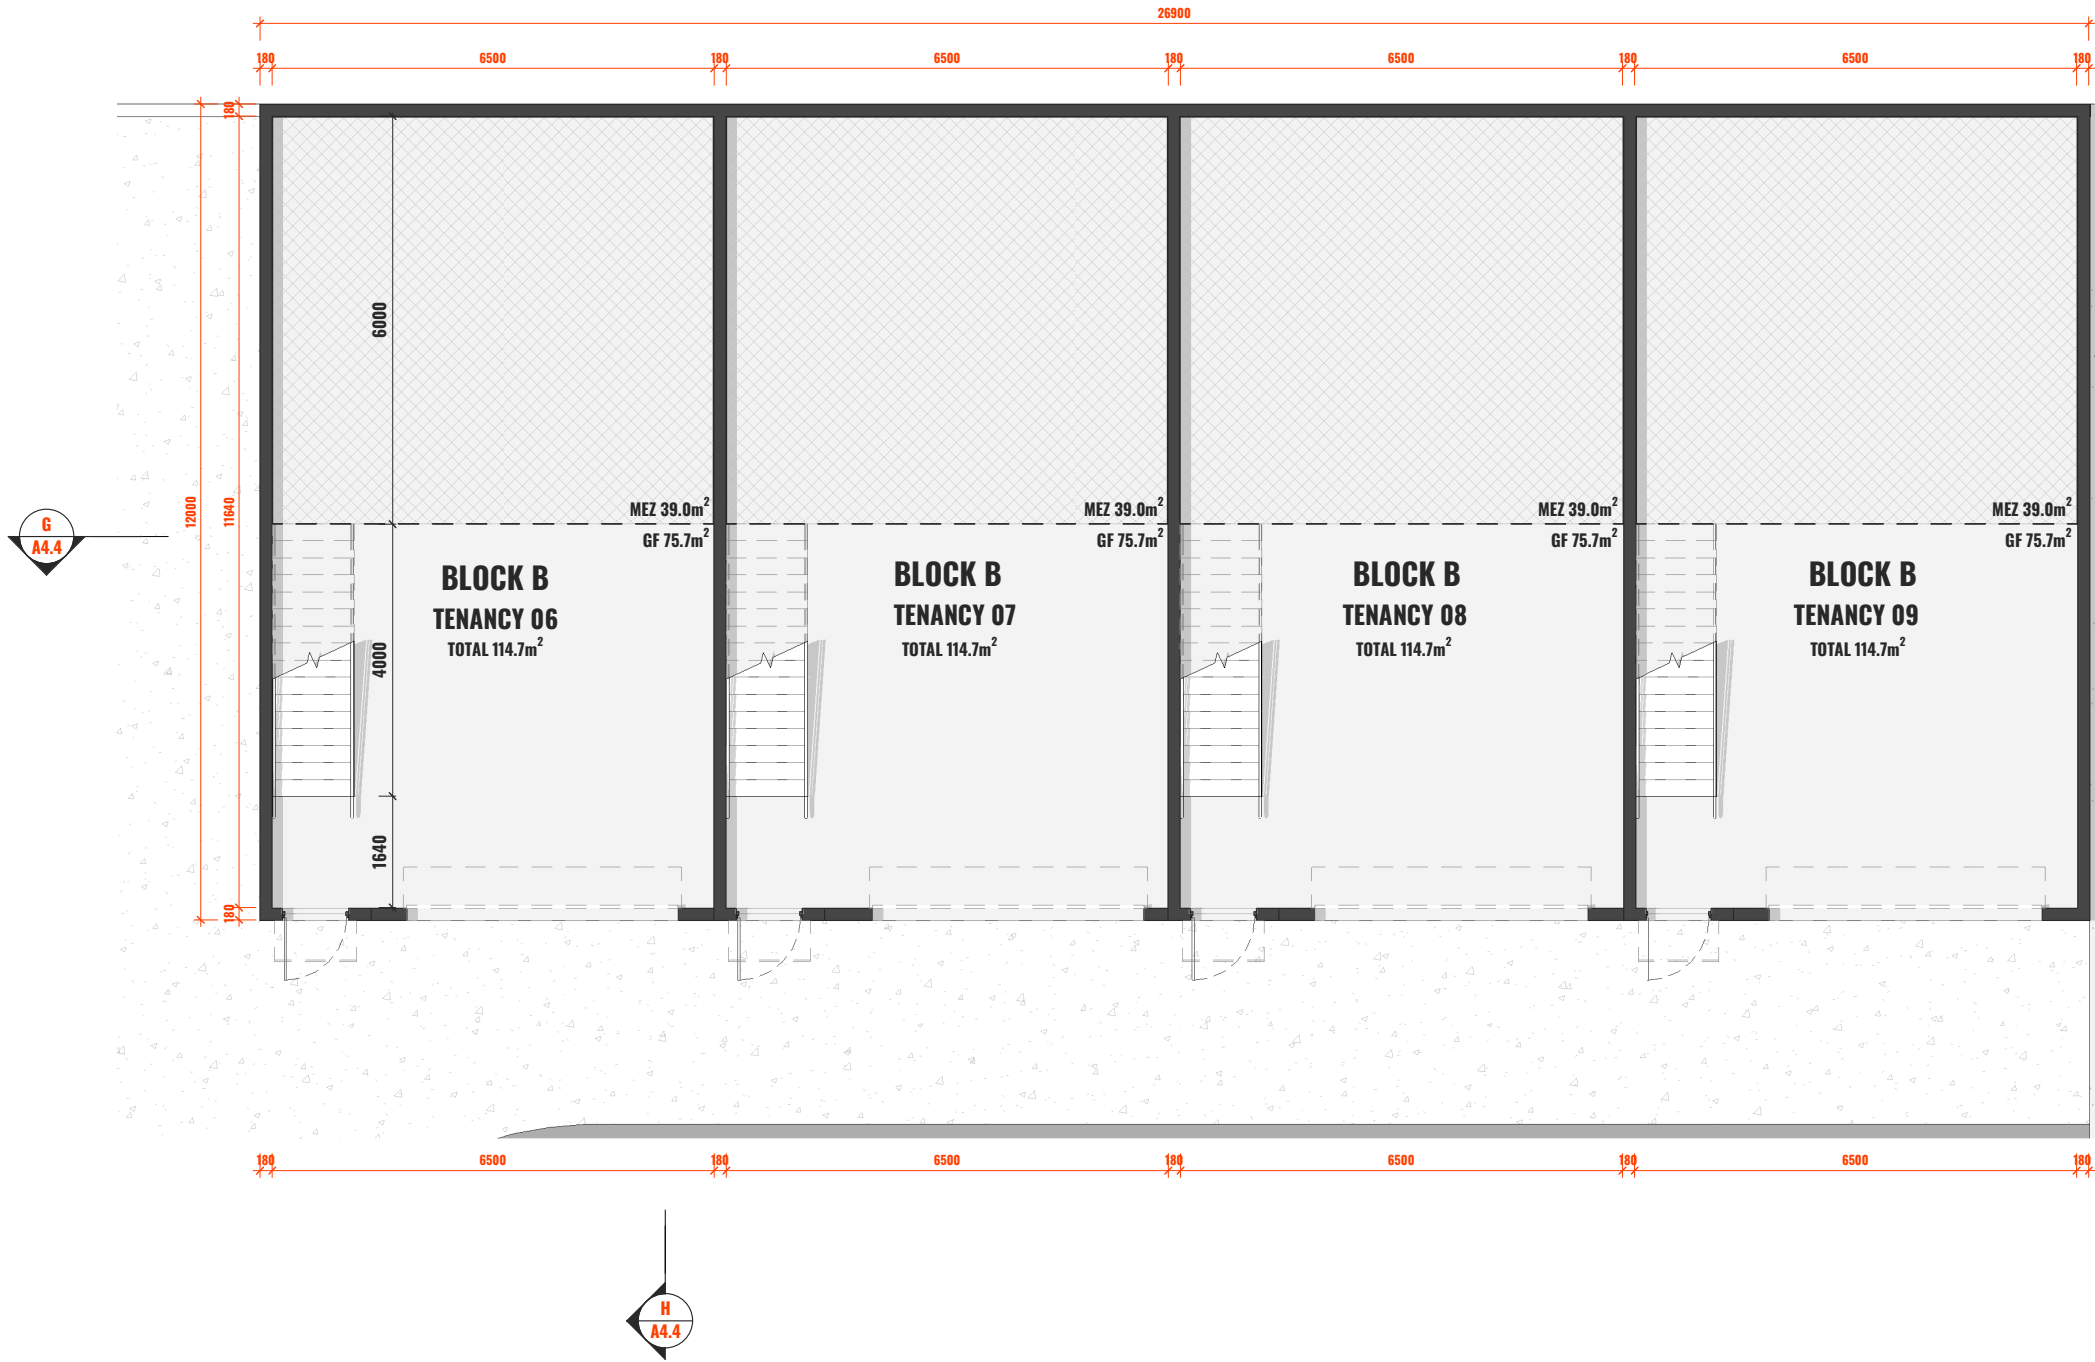 26900
180 6500 180 6500 180 6500 180 6500 180
180
6000
12000
11640
MEZ 39.0m² MEZ 39.0m² MEZ 39.0m² MEZ 39.0m²
GF 75.7m² GF 75.7m² GF 75.7m² GF 75.7m²
G
A4.4
BLOCK B
TENANCY 06
TOTAL 114.7m²
BLOCK B
TENANCY 07
TOTAL 114.7m²
BLOCK B
TENANCY 08
TOTAL 114.7m²
BLOCK B
TENANCY 09
TOTAL 114.7m²
4000
1640
180
180 6500 180 6500 180 6500 180 6500 180
H
A4.4